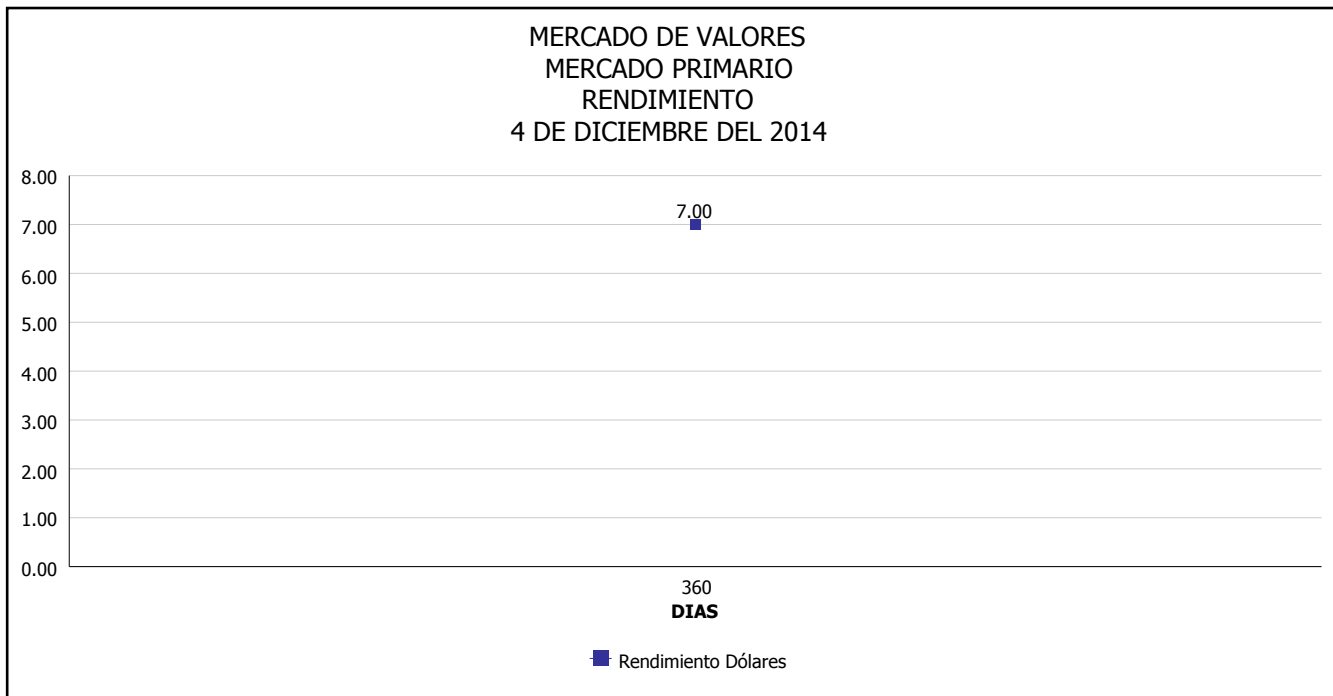 MERCADO DE VALORES
MERCADO PRIMARIO
RENDIMIENTO
4 DE DICIEMBRE DEL 2014
8.00
7.00
7.00
6.00
5.00
4.00
3.00
2.00
1.00
0.00
360
DIAS
Rendimiento Dólares